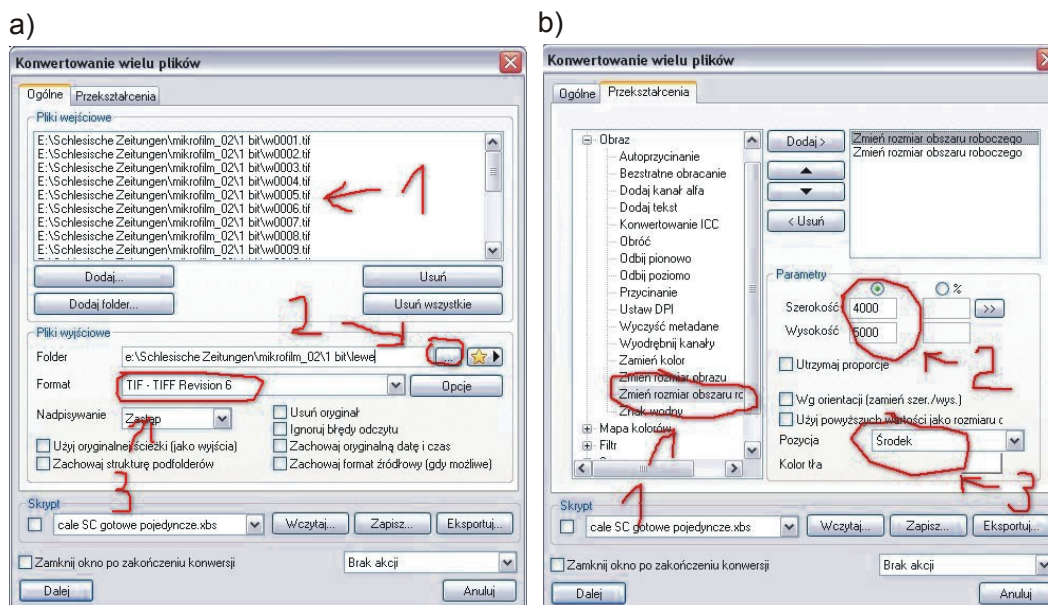 a)
Konwertowanie wielu plików
Ogólne Przekształcenia
Pliki wejściowe
E:\Schlesische Zeitungen\mikrofilm_02\1 bit\w0001.tif
E:\Schlesische Zeitungen\mikrofilm_02\1 bit\w0002.tif
E:\Schlesische Zeitungen\mikrofilm_02\1 bit\w0003.tif
E:\Schlesische Zeitungen\mikrofilm_02\1 bit\w0004.tif
E:\Schlesische Zeitungen\mikrofilm_02\1 bit\w0005.tif
E:\Schlesische Zeitungen\mikrofilm_02\1 bit\w0006.tif
E:\Schlesische Zeitungen\mikrofilm_02\1 bit\w0007.tif
E:\Schlesische Zeitungen\mikrofilm_02\1 bit\w0008.tif
E:\Schlesische Zeitungen\mikrofilm_02\1 bit\w0009.tif
1
Dodaj... Usuń
Dodaj folder... Usuń wszystkie
2
Pliki wyjściowe
Folder e:\Schlesische Zeitungen\mikrofilm_02\1 bit\lewe ...
Format TIF - TIFF Revision 6 Opcje
Nadpisywanie Zastąp
Usuń oryginał
Ignoruj błędy odczytu
Użyj oryginalnej ścieżki (jako wyjścia) Zachowaj oryginalną datę i czas
Zachowaj strukturę podfolderów Zachowaj format źródłowy (gdy możliwe)
3
Skrypt
cale SC gotowe pojedyncze.xbs Wczytaj... Zapisz... Eksportuj...
Zamknij okno po zakończeniu konwersji Brak akcji
Dalej Anuluj
b)
Konwertowanie wielu plików
Ogólne Przekształcenia
Obraz
Autoprzycinanie
Bezstratne obracanie
Dodaj kanał alfa
Dodaj tekst
Konwertowanie ICC
Obróć
Odbij pionowo
Odbij poziomo
Przycinanie
Ustaw DPI
Wyczyść metadane
Wyodrębnij kanały
Zamień kolor
Zmień rozmiar obrazu
Zmień rozmiar obszaru ro
Znak wodny
Mapa kolorów
Filtr
1
Dodaj >
< Usuń
Zmień rozmiar obszaru roboczego
Zmień rozmiar obszaru roboczego
Parametry
%
Szerokość 4000 >>
Wysokość 5000
2
Utrzymaj proporcje
Wg orientacji (zamień szer./wys.)
Użyj powyższych wartości jako rozmiaru c
Pozycja Środek
Kolor tła
3
Skrypt
cale SC gotowe pojedyncze.xbs Wczytaj... Zapisz... Eksportuj...
Zamknij okno po zakończeniu konwersji Brak akcji
Dalej Anuluj